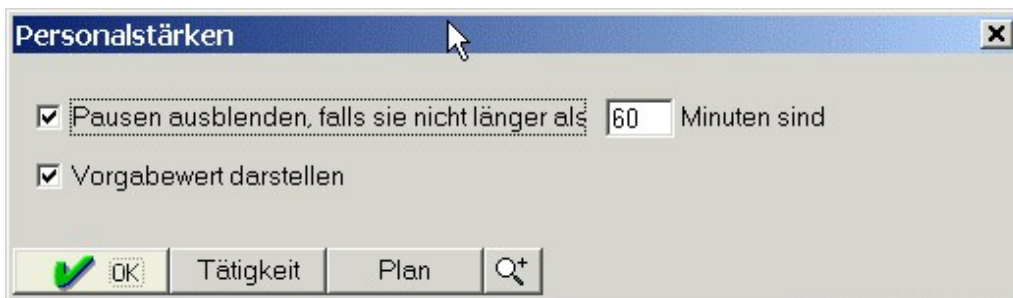 Personalstärken
Pausen ausblenden, falls sie nicht länger als 60 Minuten sind
Vorgabewert darstellen
OK Tätigkeit Plan